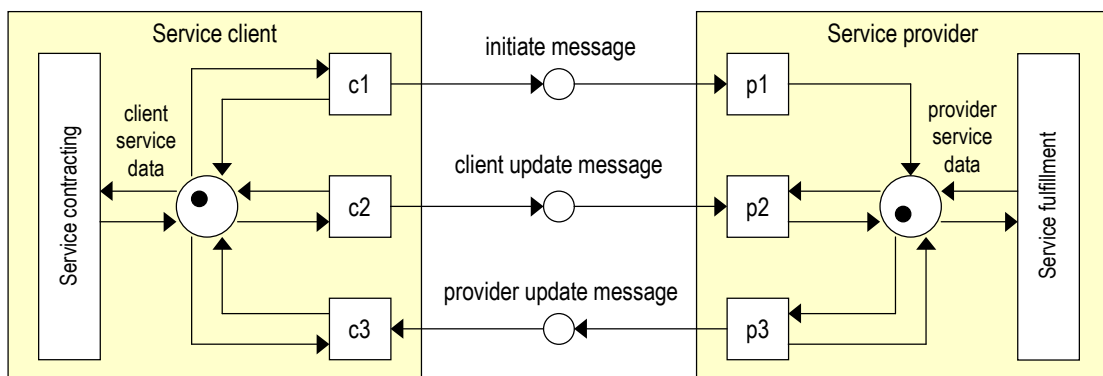 Service client
Service provider
initiate message
c1
p1
client
service
data
provider
service
data
client update message
Service contracting
c2
p2
Service fulfillment
provider update message
c3
p3